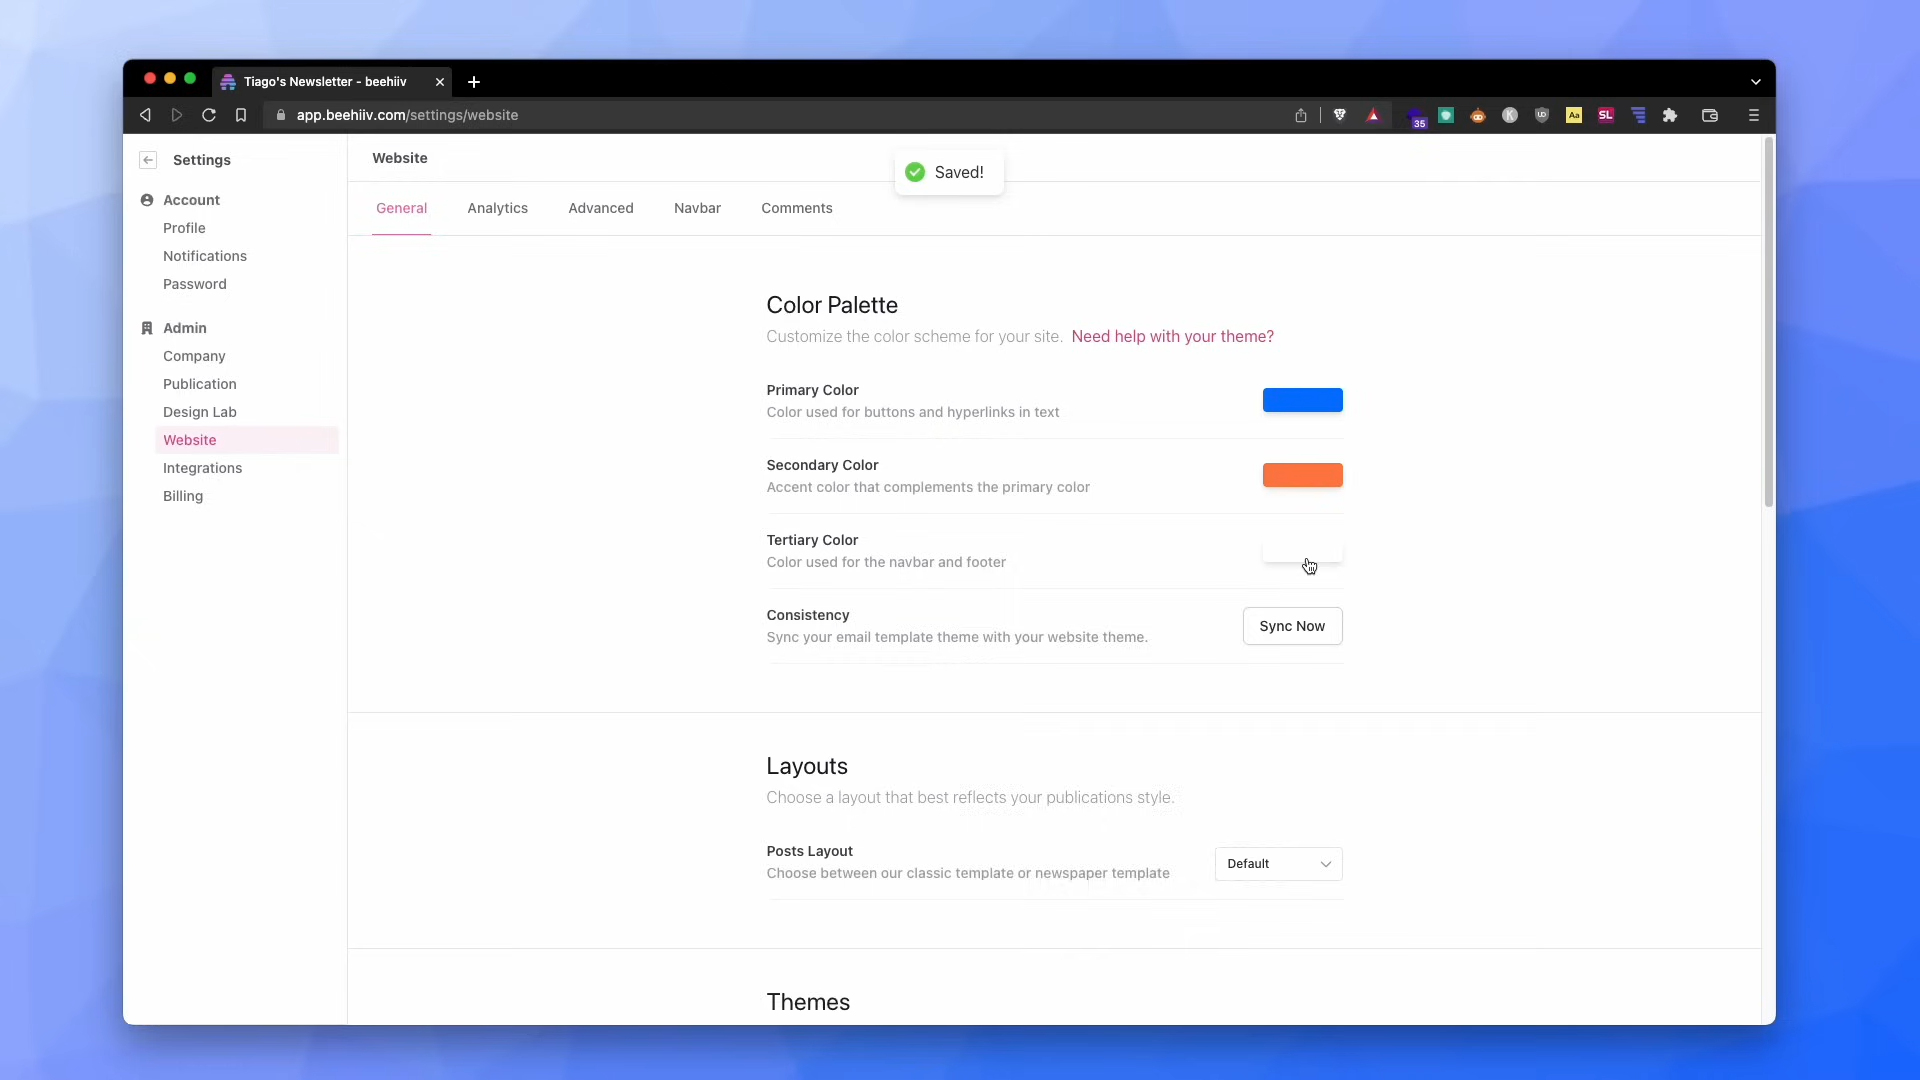 Tiago's Newsletter - beehiiv
app.beehiiv.com/settings/website
35
K
UD
Aa
SL
Settings
Account
Profile
Notifications
Password
Admin
Company
Publication
Design Lab
Website
Integrations
Billing
Website
Saved!
General Analytics Advanced Navbar Comments
Color Palette
Customize the color scheme for your site. Need help with your theme?
Primary Color
Color used for buttons and hyperlinks in text
Secondary Color
Accent color that complements the primary color
Tertiary Color
Color used for the navbar and footer
Consistency
Sync your email template theme with your website theme.
Sync Now
Layouts
Choose a layout that best reflects your publications style.
Posts Layout
Choose between our classic template or newspaper template
Default
Themes